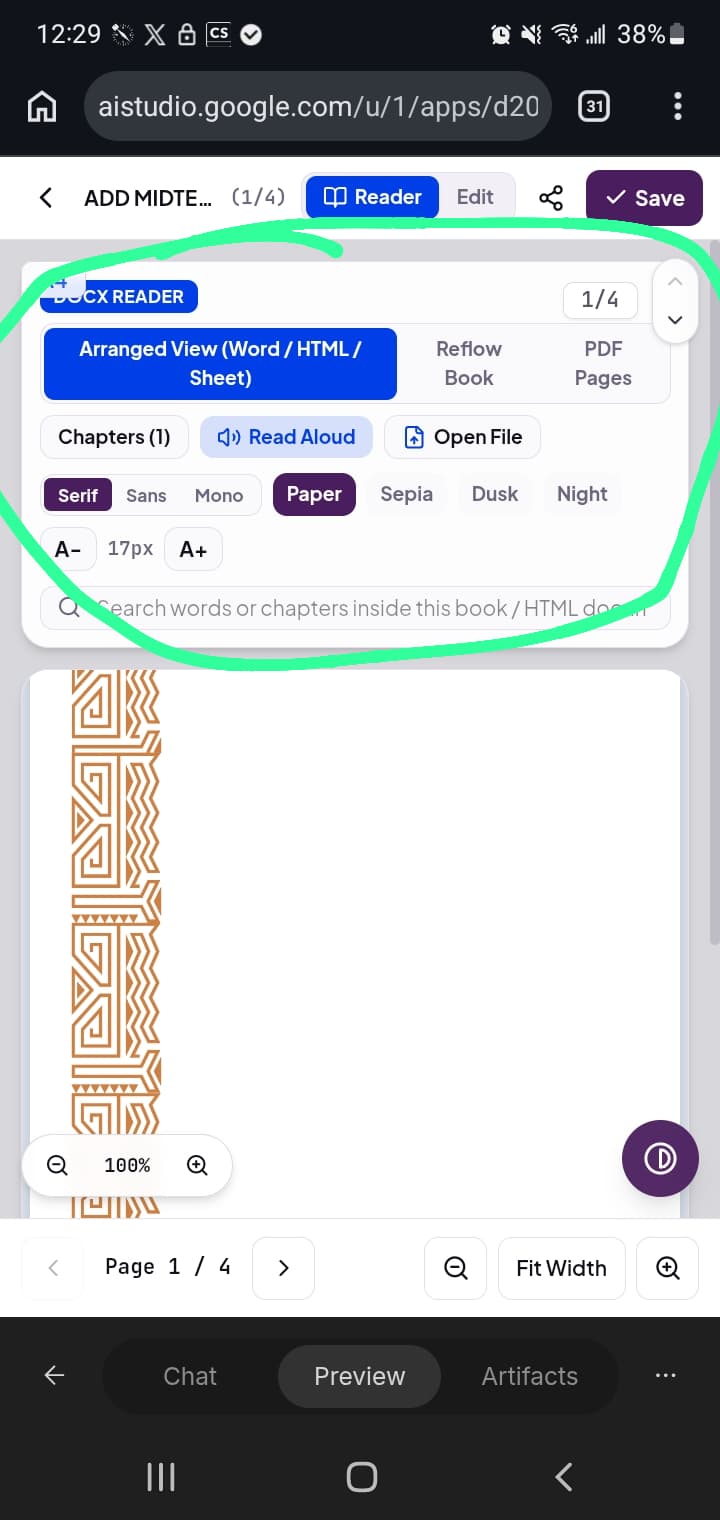 12:29
CS
38%
aistudio.google.com/u/1/apps/d20
31
ADD MIDTE... (1/4) Reader Edit Save
DOCX READER
1/4
Arranged View (Word / HTML / Sheet)
Reflow Book
PDF Pages
Chapters (1) Read Aloud Open File
Serif Sans Mono Paper Sepia Dusk Night
A- 17px A+
Search words or chapters inside this book / HTML
100%
Page 1 / 4 Fit Width
Chat Preview Artifacts